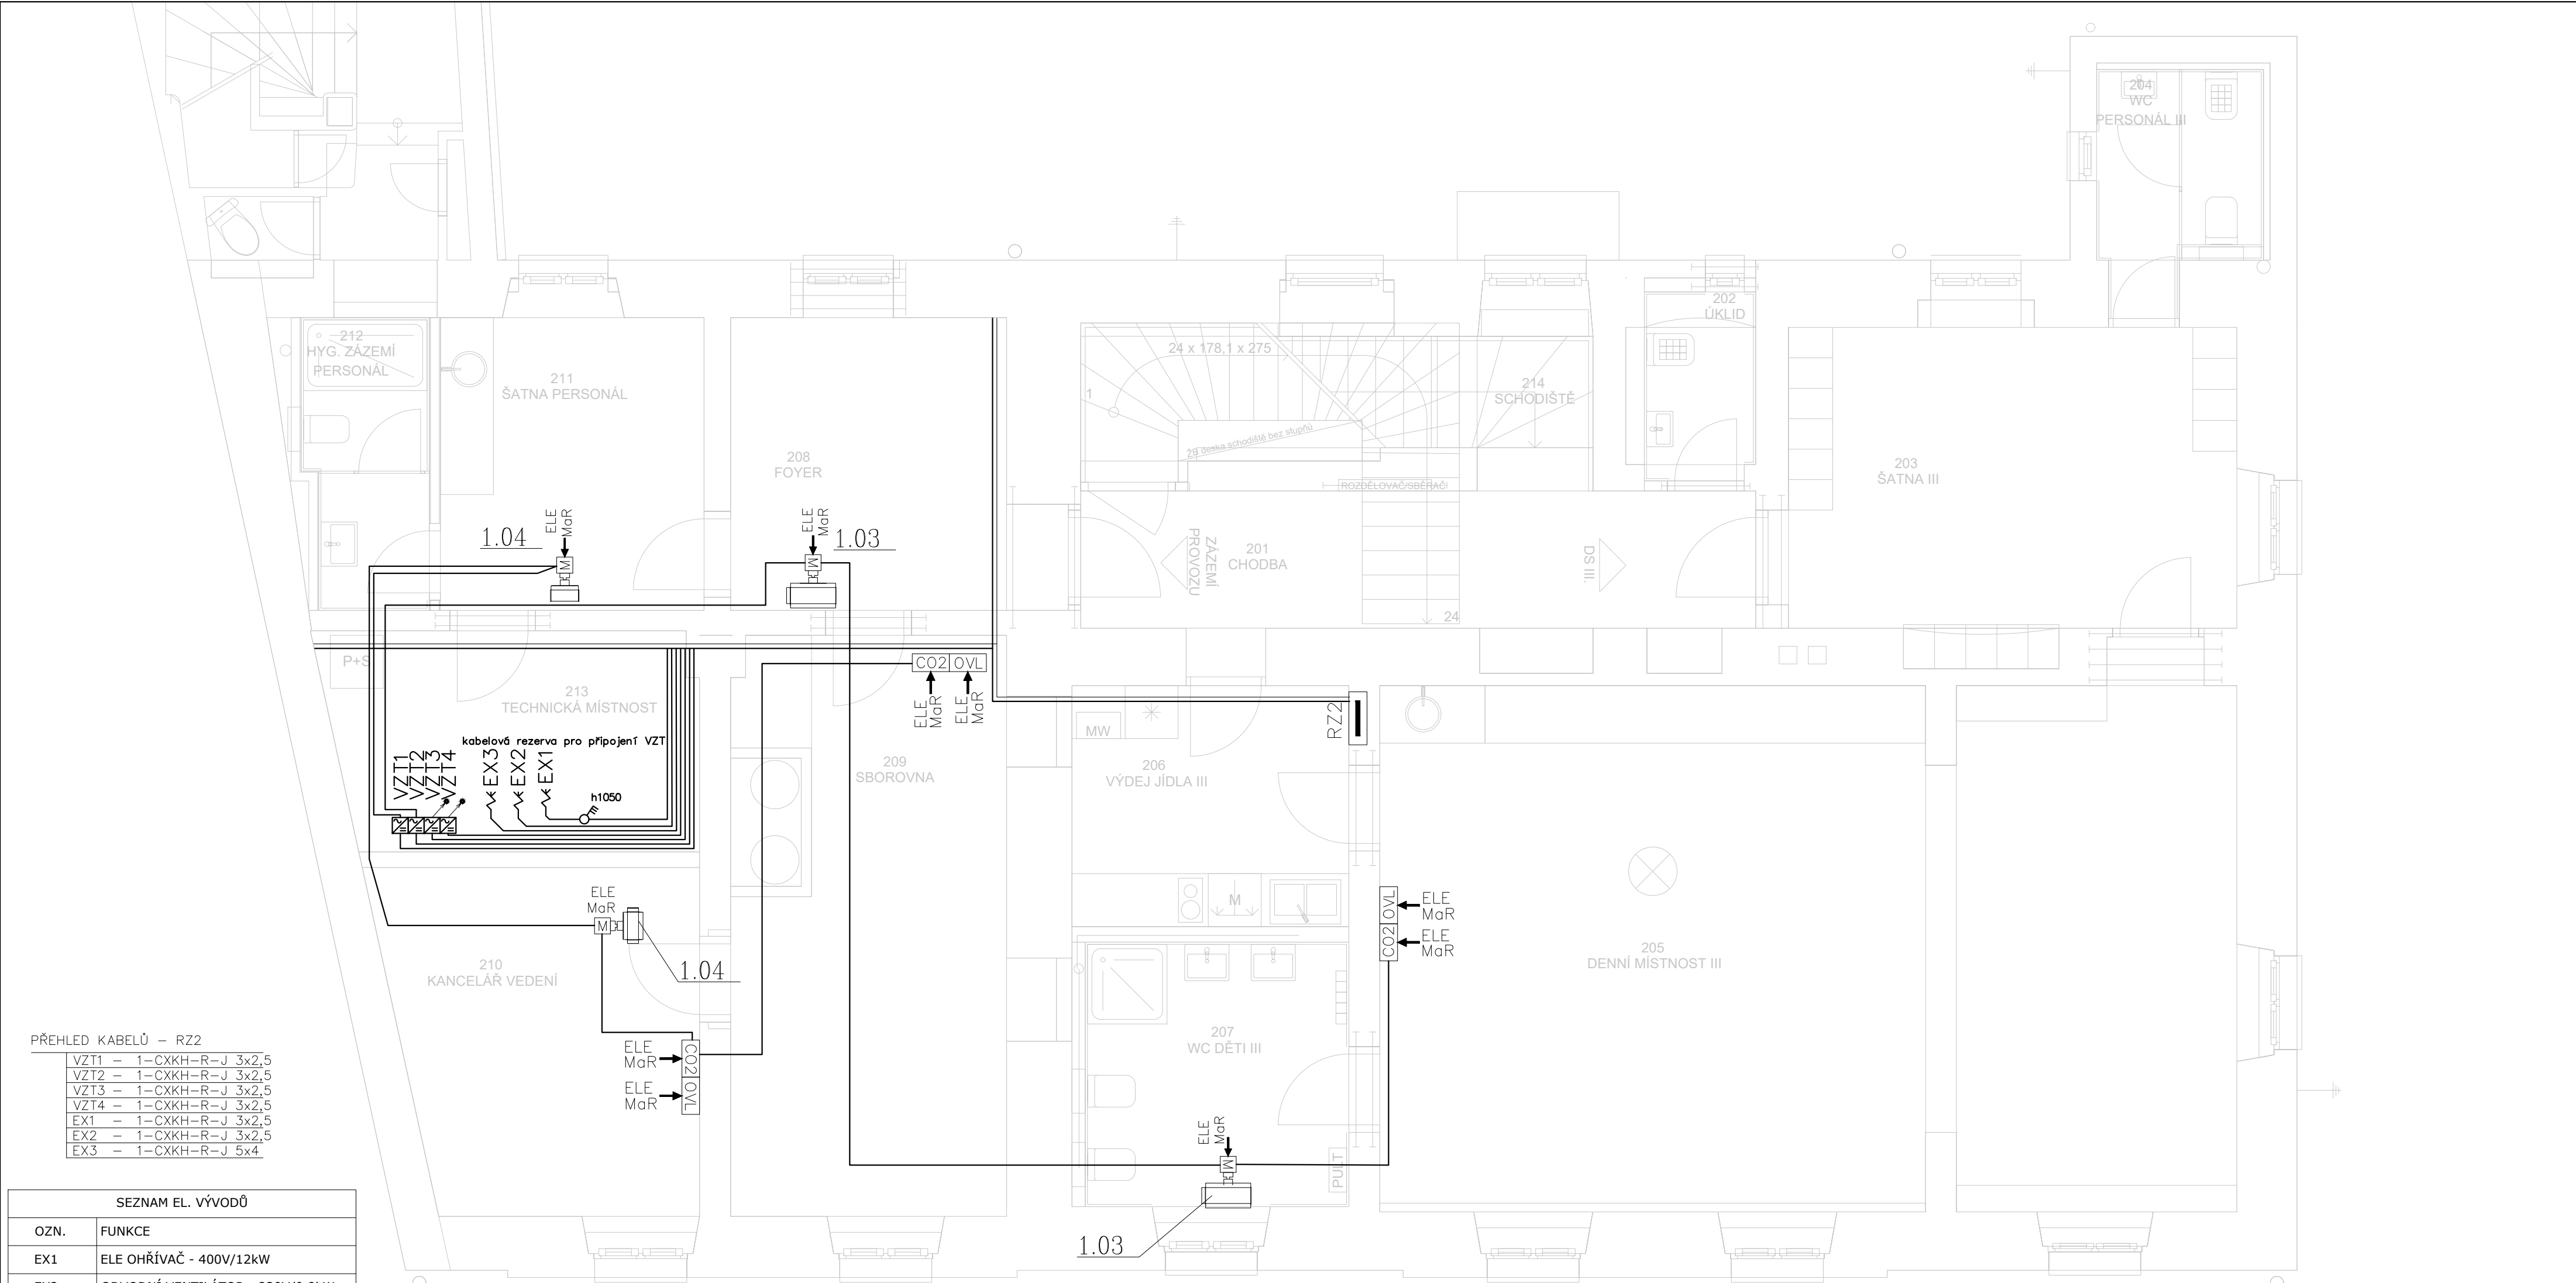 204
WC
PERSONÁL III
202
ÚKLID
212
HYG. ZÁZEMÍ
PERSONÁL
211
ŠATNA PERSONÁL
24 x 178,1 x 275
214
SCHODIŠTĚ
1
ŽB deska schodiště bez stupňů
208
FOYER
203
ŠATNA III
ROZDĚLOVAČ/SBĚRAČ
ELE
MaR
1.04
M
ELE
MaR
1.03
M
ZÁZEMÍ
PROVOZU
201
CHODBA
DS III.
24
P+S
CO2 OVL
ELE
MaR
ELE
MaR
213
TECHNICKÁ MÍSTNOST
RZ2
MW
kabelová rezerva pro připojení VZT
VZT1
VZT2
VZT3
VZT4
EX3
EX2
EX1
h1050
209
SBOROVNA
206
VÝDEJ JÍDLA III
ELE
MaR
M
M
OVL
ELE
MaR
CO2
ELE
MaR
205
DENNÍ MÍSTNOST III
210
KANCELÁŘ VEDENÍ
1.04
207
WC DĚTI III
ELE
MaR
CO2
ELE
MaR
OVL
ELE
MaR
M
PULT
1.03
PŘEHLED KABELŮ – RZ2
VZT1 – 1–CXKH–R–J 3x2,5
VZT2 – 1–CXKH–R–J 3x2,5
VZT3 – 1–CXKH–R–J 3x2,5
VZT4 – 1–CXKH–R–J 3x2,5
EX1 – 1–CXKH–R–J 3x2,5
EX2 – 1–CXKH–R–J 3x2,5
EX3 – 1–CXKH–R–J 5x4
SEZNAM EL. VÝVODŮ
OZN. FUNKCE
EX1 ELE OHŘÍVAČ - 400V/12kW